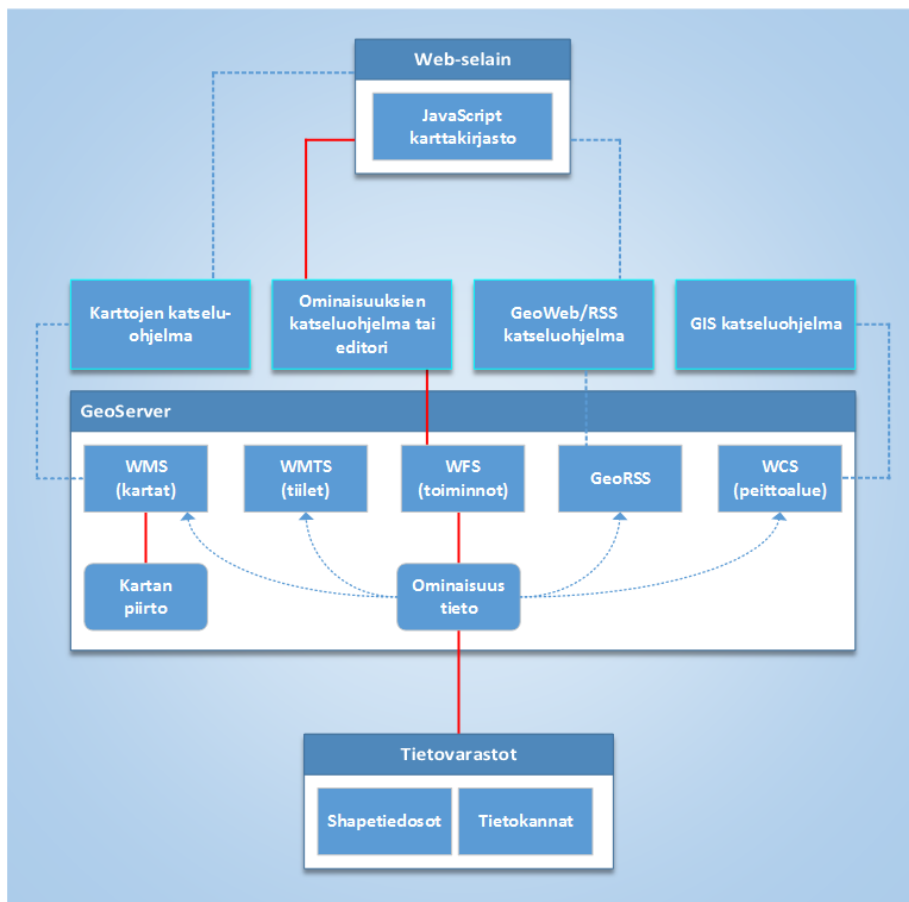 Web-selain
JavaScript
karttakirjasto
Karttojen katselu-
ohjelma
Ominaisuuksien
katseluohjelma tai
editori
GeoWeb/RSS
katseluohjelma
GIS katseluohjelma
GeoServer
WMS
(kartat)
WMTS
(tiilet)
WFS
(toiminnot)
GeoRSS
WCS
(peittoalue)
Kartan
piirto
Ominaisuus
tieto
Tietovarastot
Shapetiedosot
Tietokannat